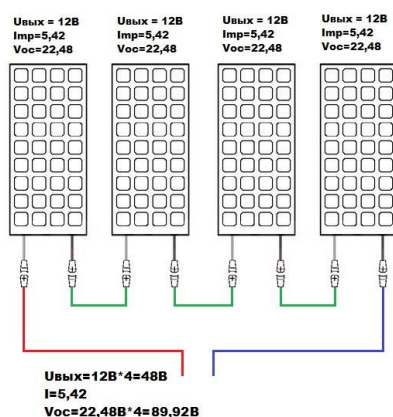 Uвых = 12В
Imp=5,42
Voc=22,48
Uвых = 12В
Imp=5,42
Voc=22,48
Uвых = 12В
Imp=5,42
Voc=22,48
Uвых = 12В
Imp=5,42
Voc=22,48
Uвых=12В*4=48В
I=5,42
Voc=22,48В*4=89,92В